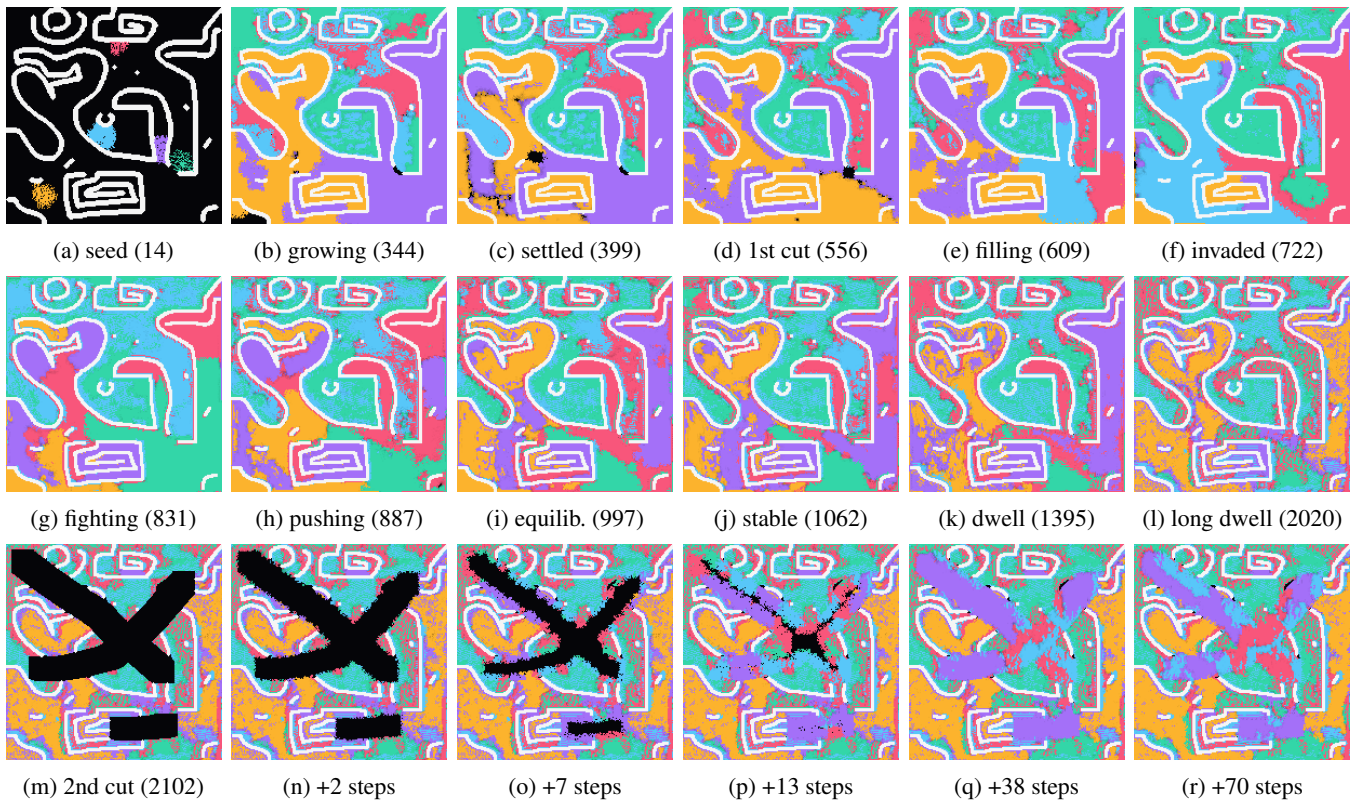 (a) seed (14) (b) growing (344) (c) settled (399) (d) 1st cut (556) (e) filling (609) (f) invaded (722)
(g) fighting (831) (h) pushing (887) (i) equilib. (997) (j) stable (1062) (k) dwell (1395) (l) long dwell (2020)
(m) 2nd cut (2102) (n) +2 steps (o) +7 steps (p) +13 steps (q) +38 steps (r) +70 steps